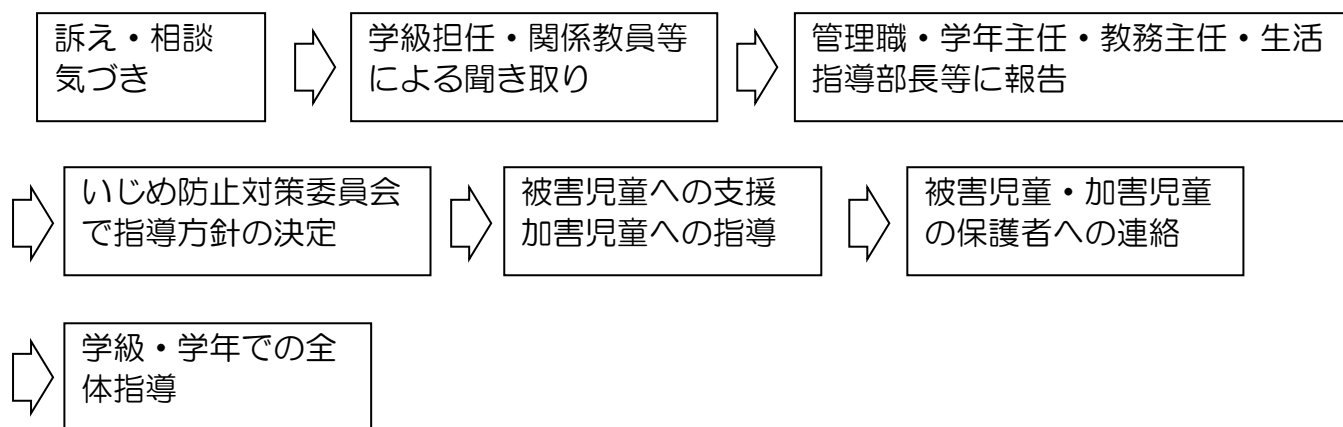 訴え・相談
気づき
学級担任・関係教員等
による聞き取り
管理職・学年主任・教務主任・生活
指導部長等に報告
いじめ防止対策委員会
で指導方針の決定
被害児童への支援
加害児童への指導
被害児童・加害児童
の保護者への連絡
学級・学年での全
体指導